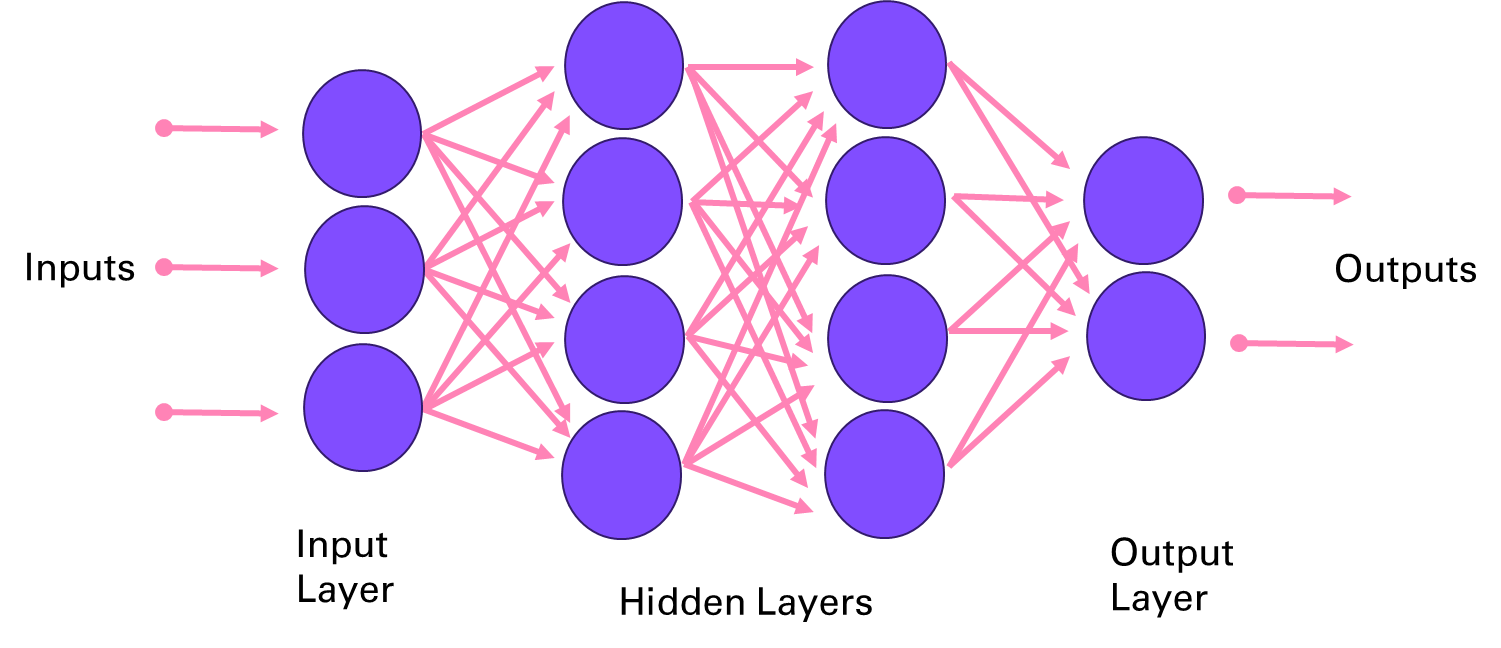 Inputs
Outputs
Input
Layer
Hidden Layers
Output
Layer